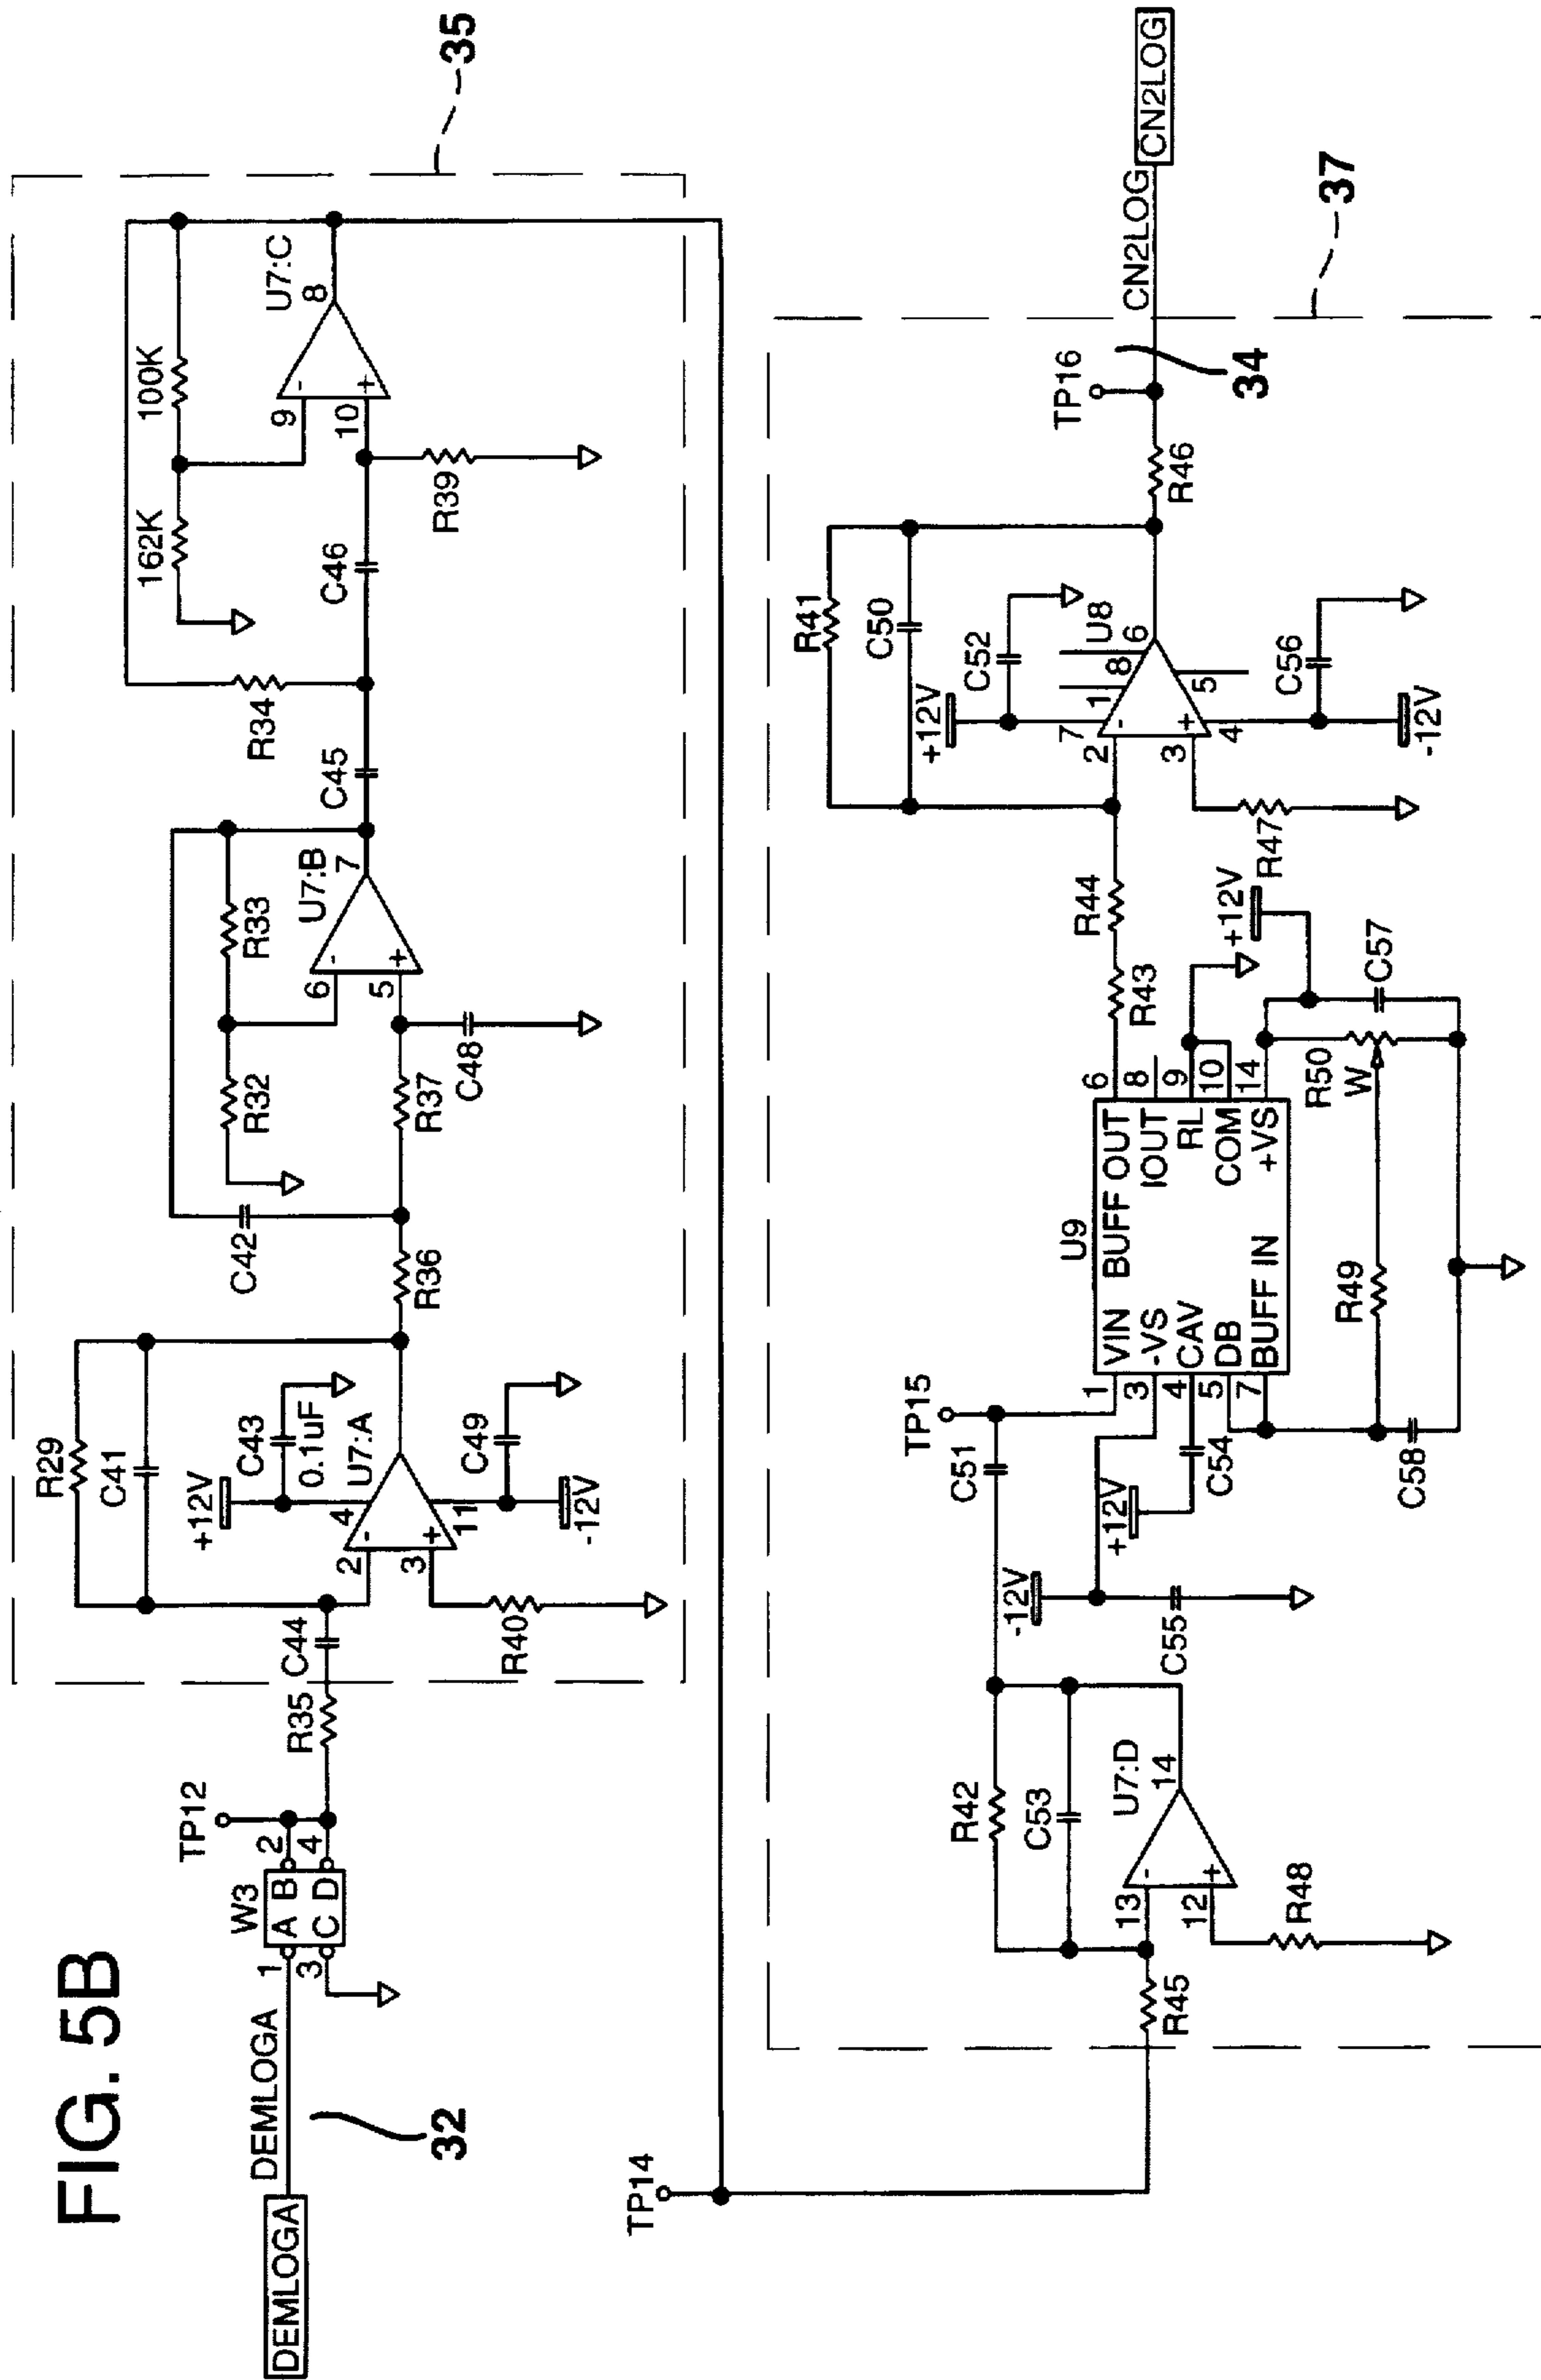 FIG. 5B
DEMLOGA
DEMLOGA
32
W3
1 A B 2
3 C D 4
TP12
R35
C44
R29
C41
+12V
C43
0.1uF
U7:A
4
2 -
3 +
11
C49
-12V
R40
R36
C42
R32
R33
R37
C48
U7:B
6 -
5 +
7
C45
R34
C46
162K
100K
U7:C
9 -
10 +
8
R39
35
TP14
R45
R42
C53
U7:D
13 -
12 +
14
R48
C51
TP15
-12V
C55
+12V
C54
U9
1 VIN BUFF OUT 6
3 -VS IOUT 8
4 CAV RL 9
5 DB COM 10
7 BUFF IN +VS 14
C58
R49
R50
W
C57
+12V
R43
R44
R41
C50
+12V
C52
7
1
8
U8
2 -
3 +
6
4
5
C56
-12V
R47
R46
TP16
34
CN2LOG
CN2LOG
37